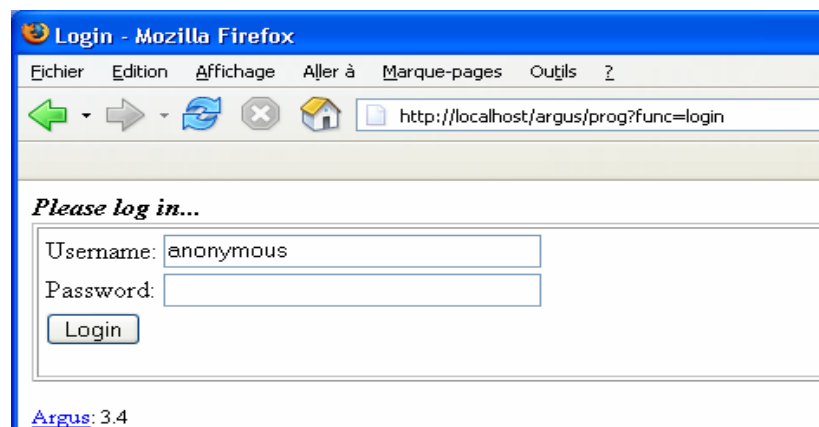 Login - Mozilla Firefox
Fichier Edition Affichage Aller à Marque-pages Outils ?
http://localhost/argus/prog?func=login
Please log in...
Username: anonymous
Password:
Login
Argus: 3.4